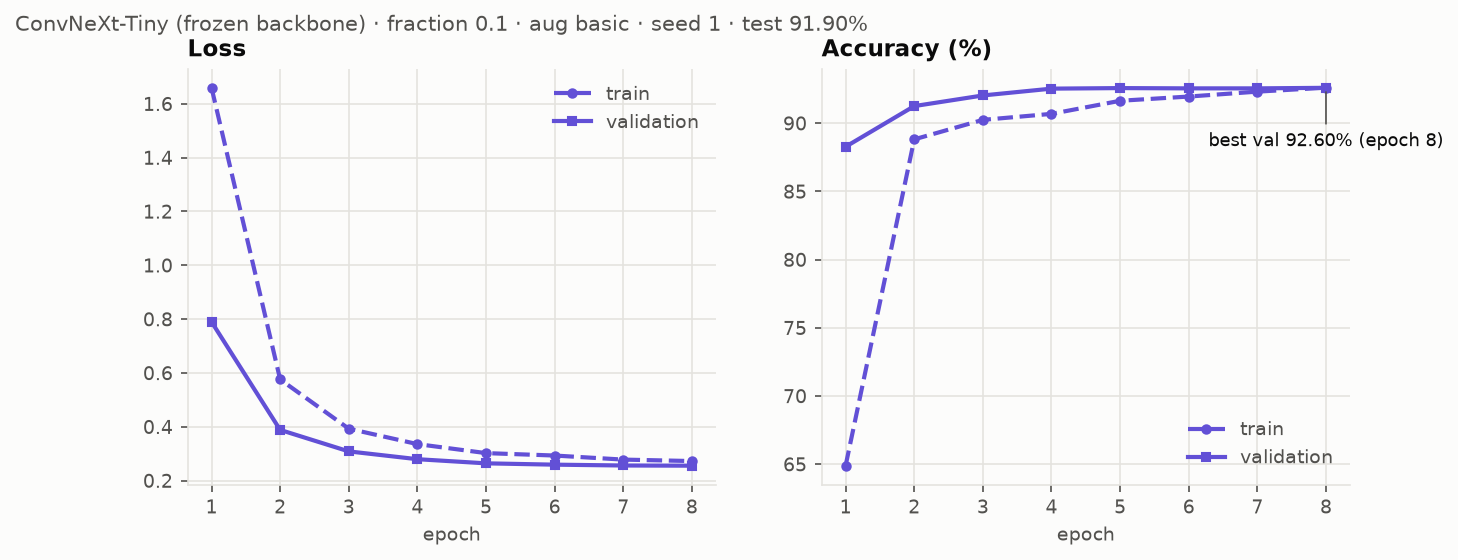 ConvNeXt-Tiny (frozen backbone) · fraction 0.1 · aug basic · seed 1 · test 91.90%
Loss
train
validation
1.6
1.4
1.2
1.0
0.8
0.6
0.4
0.2
1 2 3 4 5 6 7 8
epoch
Accuracy (%)
best val 92.60% (epoch 8)
train
validation
90
85
80
75
70
65
1 2 3 4 5 6 7 8
epoch